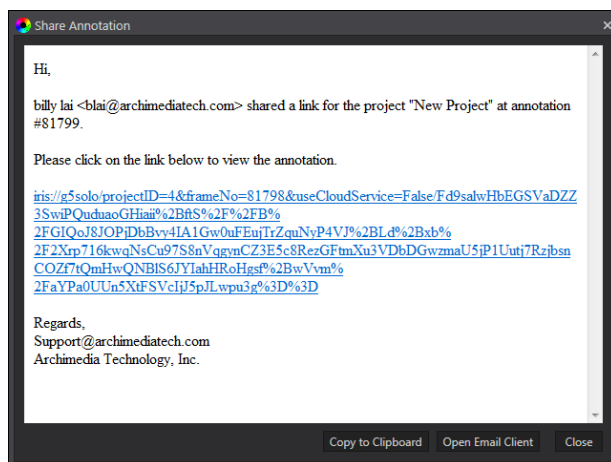 Share Annotation
Hi,
billy lai <blai@archimediatech.com> shared a link for the project "New Project" at annotation
#81799.
Please click on the link below to view the annotation.
iris://g5solo/projectID=4&frameNo=81798&useCloudService=False/Fd9salwHbEGSVaDZZ
3SwiPQuduaoGHiaii%2BftS%2F%2FB%
2FGIQoJ8JOPjDbBvy4IA1Gw0uFEujTrZquNyP4VJ%2BLd%2Bxb%
2F2Xrp716kwqNsCu97S8nVqgynCZ3E5c8RezGFtmXu3VDbDGwzmaU5jP1Uutj7Rzjbsn
COZf7tQmHwQNBlS6JYIahHRoHgsf%2BwVvm%
2FaYPa0UUn5XtFSVcIjJ5pJLwpu3g%3D%3D
Regards,
Support@archimediatech.com
Archimedia Technology, Inc.
Copy to Clipboard Open Email Client Close